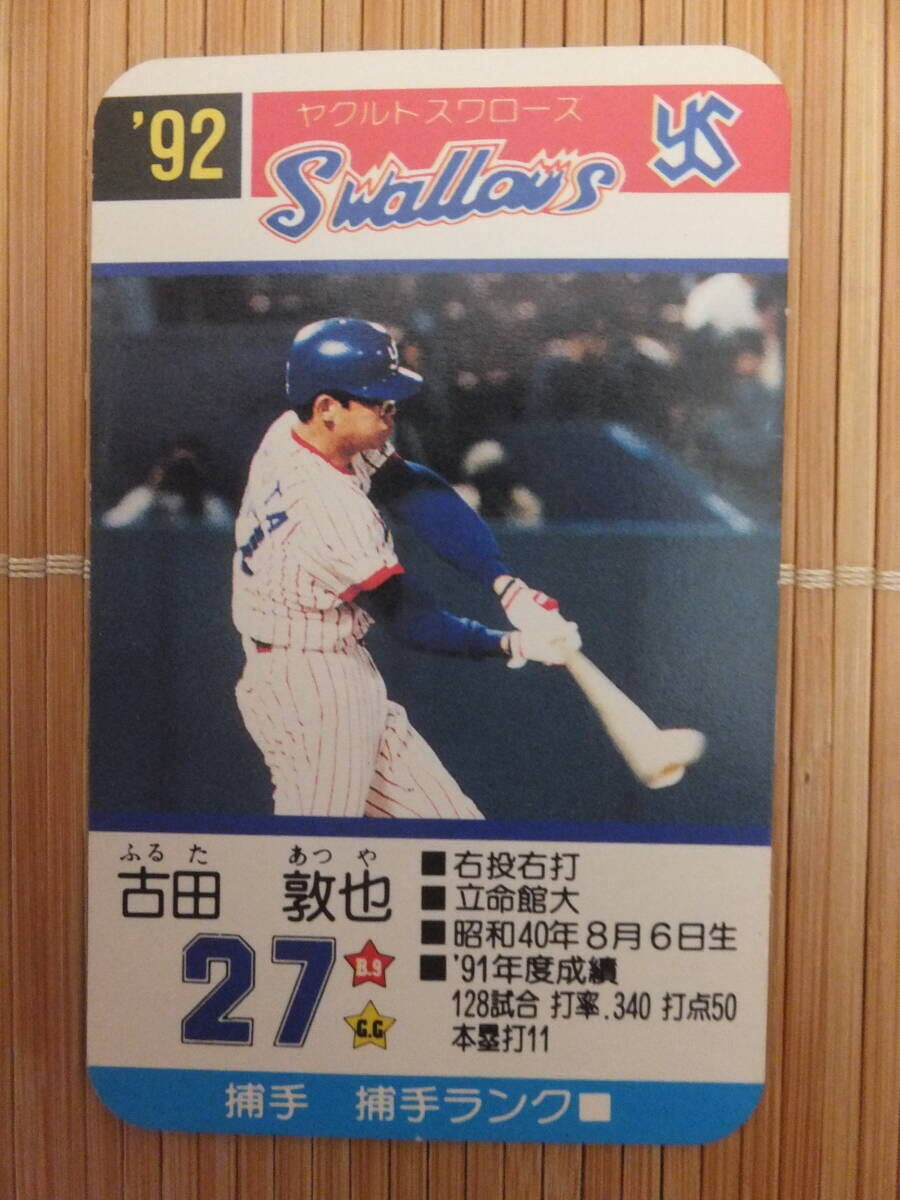 '92
ヤクルトスワローズ
YS
Swallows
ふる た あつ や
古田 敦也
27
B.9
G.G
■右投右打
■立命館大
■昭和40年8月6日生
■'91年度成績
128試合 打率.340 打点50
本塁打11
捕手 捕手ランク■